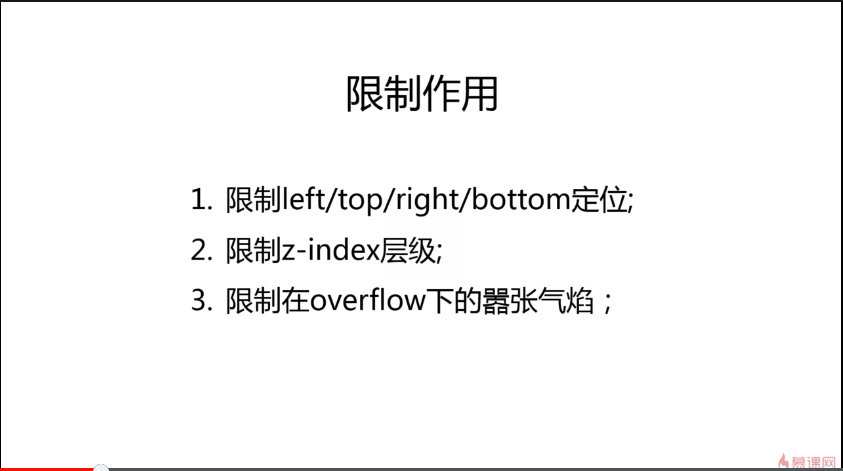 限制作用
1. 限制left/top/right/bottom定位;
2. 限制z-index层级;
3. 限制在overflow下的嚣张气焰；
慕课网